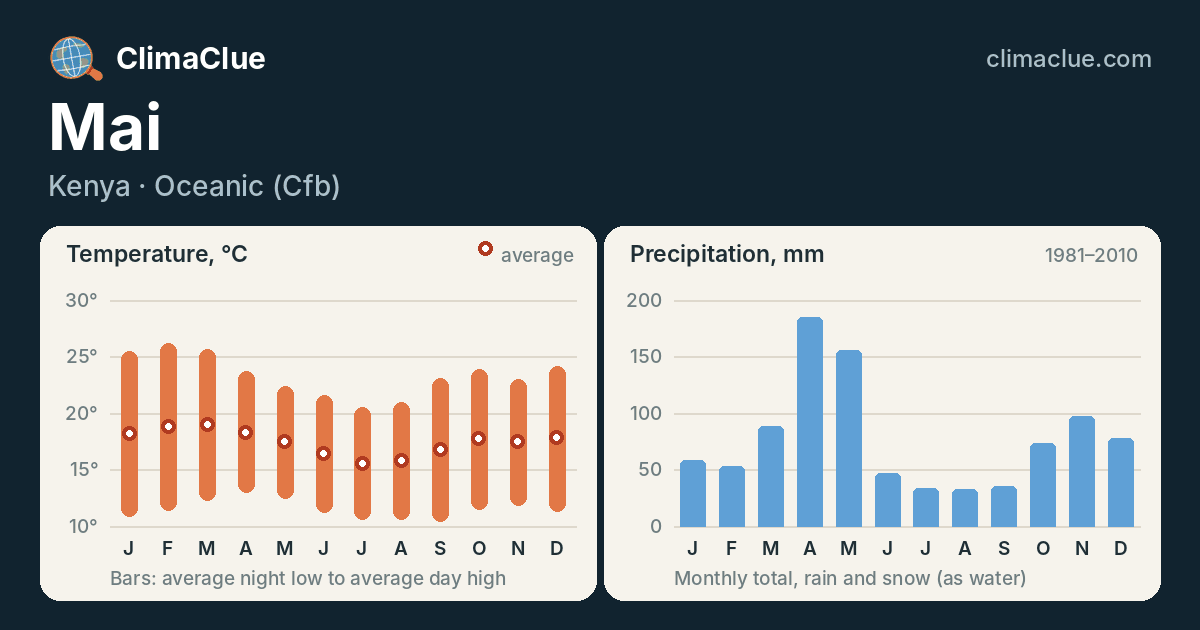 ClimaClue
climaclue.com
Mai
Kenya · Oceanic (Cfb)
Temperature, °C
average
30°
25°
20°
15°
10°
J F M A M J J A S O N D
Bars: average night low to average day high
Precipitation, mm
1981–2010
200
150
100
50
0
J F M A M J J A S O N D
Monthly total, rain and snow (as water)